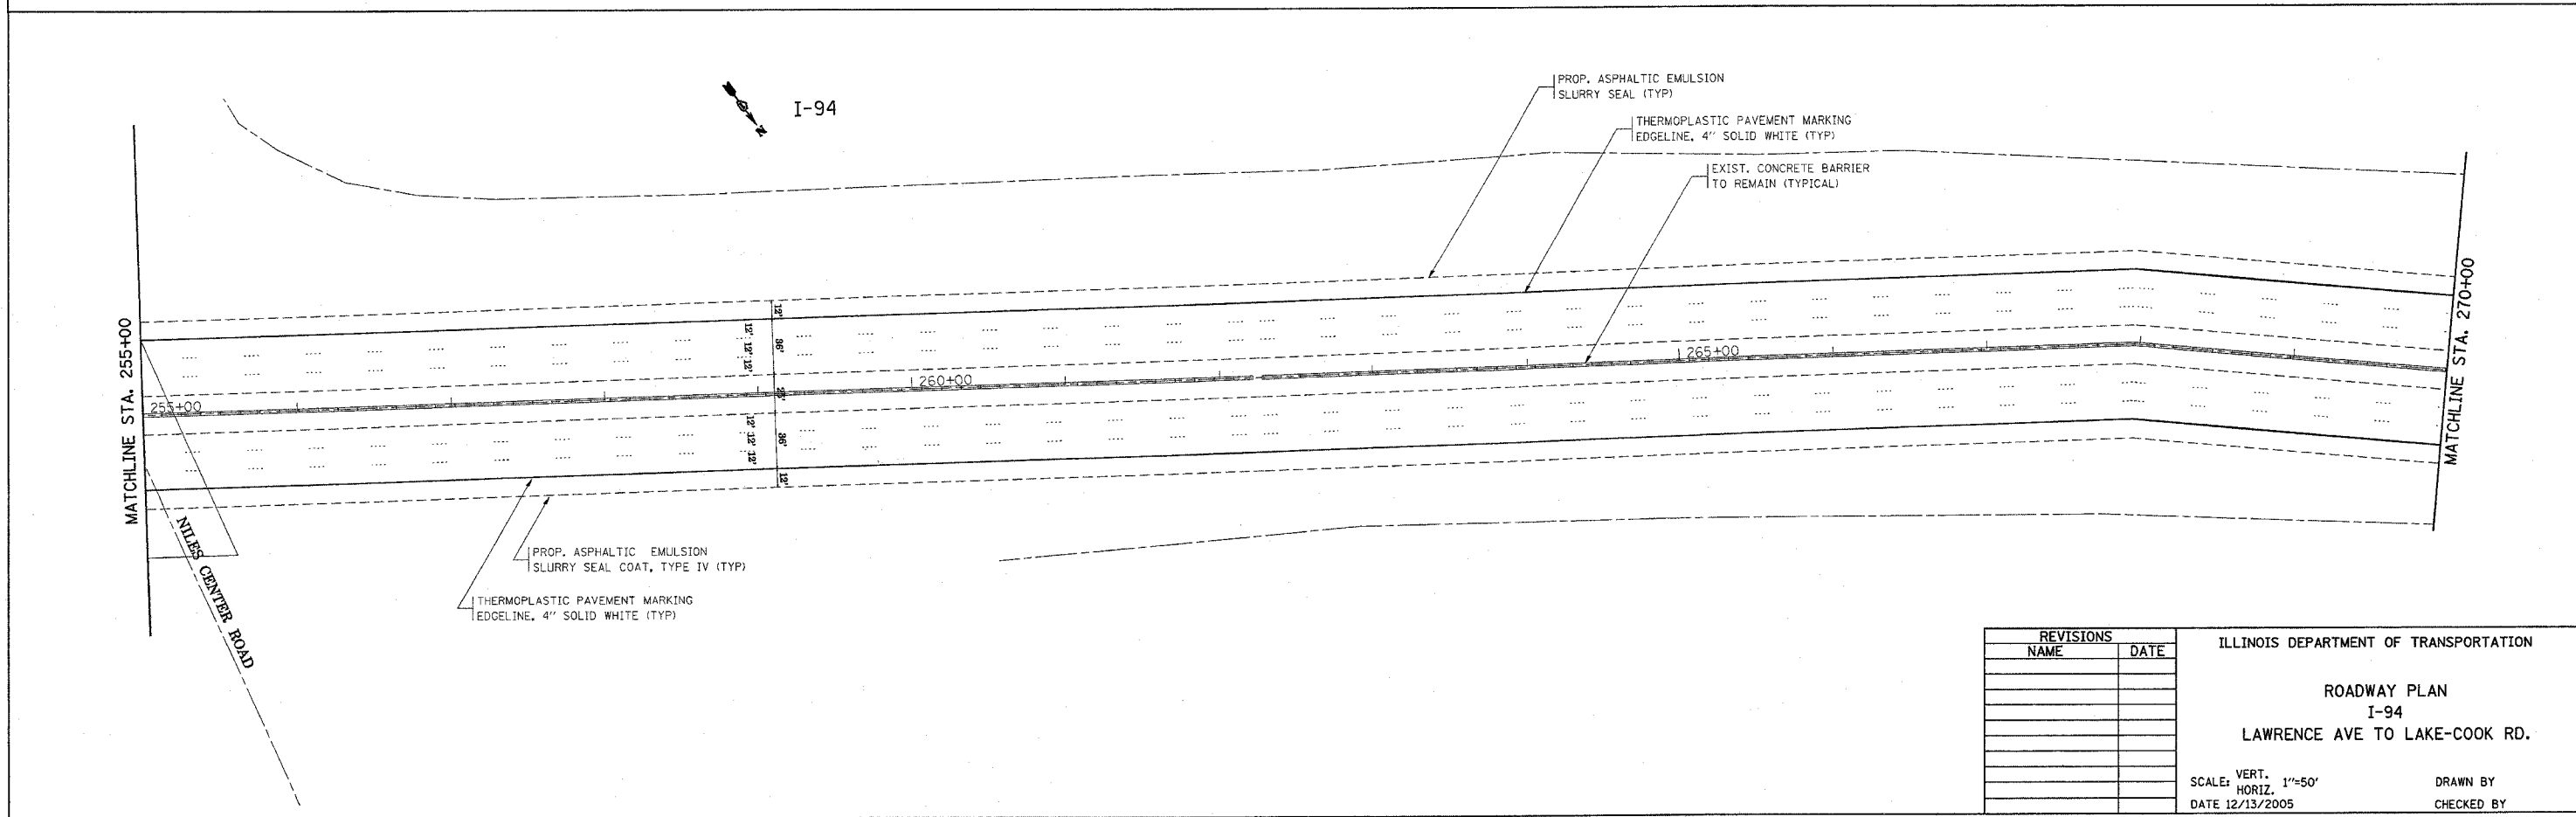 N
I-94
PROP. ASPHALTIC EMULSION
SLURRY SEAL (TYP)
THERMOPLASTIC PAVEMENT MARKING
EDGELINE. 4" SOLID WHITE (TYP)
EXIST. CONCRETE BARRIER
TO REMAIN (TYPICAL)
MATCHLINE STA. 255+00
MATCHLINE STA. 270+00
12'
12' 12' 12'
36'
265+00
260+00
255+00
12' 12' 12'
36'
12'
NILES CENTER ROAD
PROP. ASPHALTIC EMULSION
SLURRY SEAL COAT, TYPE IV (TYP)
THERMOPLASTIC PAVEMENT MARKING
EDGELINE. 4" SOLID WHITE (TYP)
REVISIONS
NAME DATE
ILLINOIS DEPARTMENT OF TRANSPORTATION
ROADWAY PLAN
I-94
LAWRENCE AVE TO LAKE-COOK RD.
SCALE: VERT. 1"=50'
HORIZ.
DRAWN BY
DATE 12/13/2005
CHECKED BY